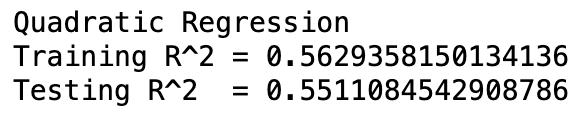 Quadratic Regression
Training R^2 = 0.5629358150134136
Testing R^2  = 0.5511084542908786